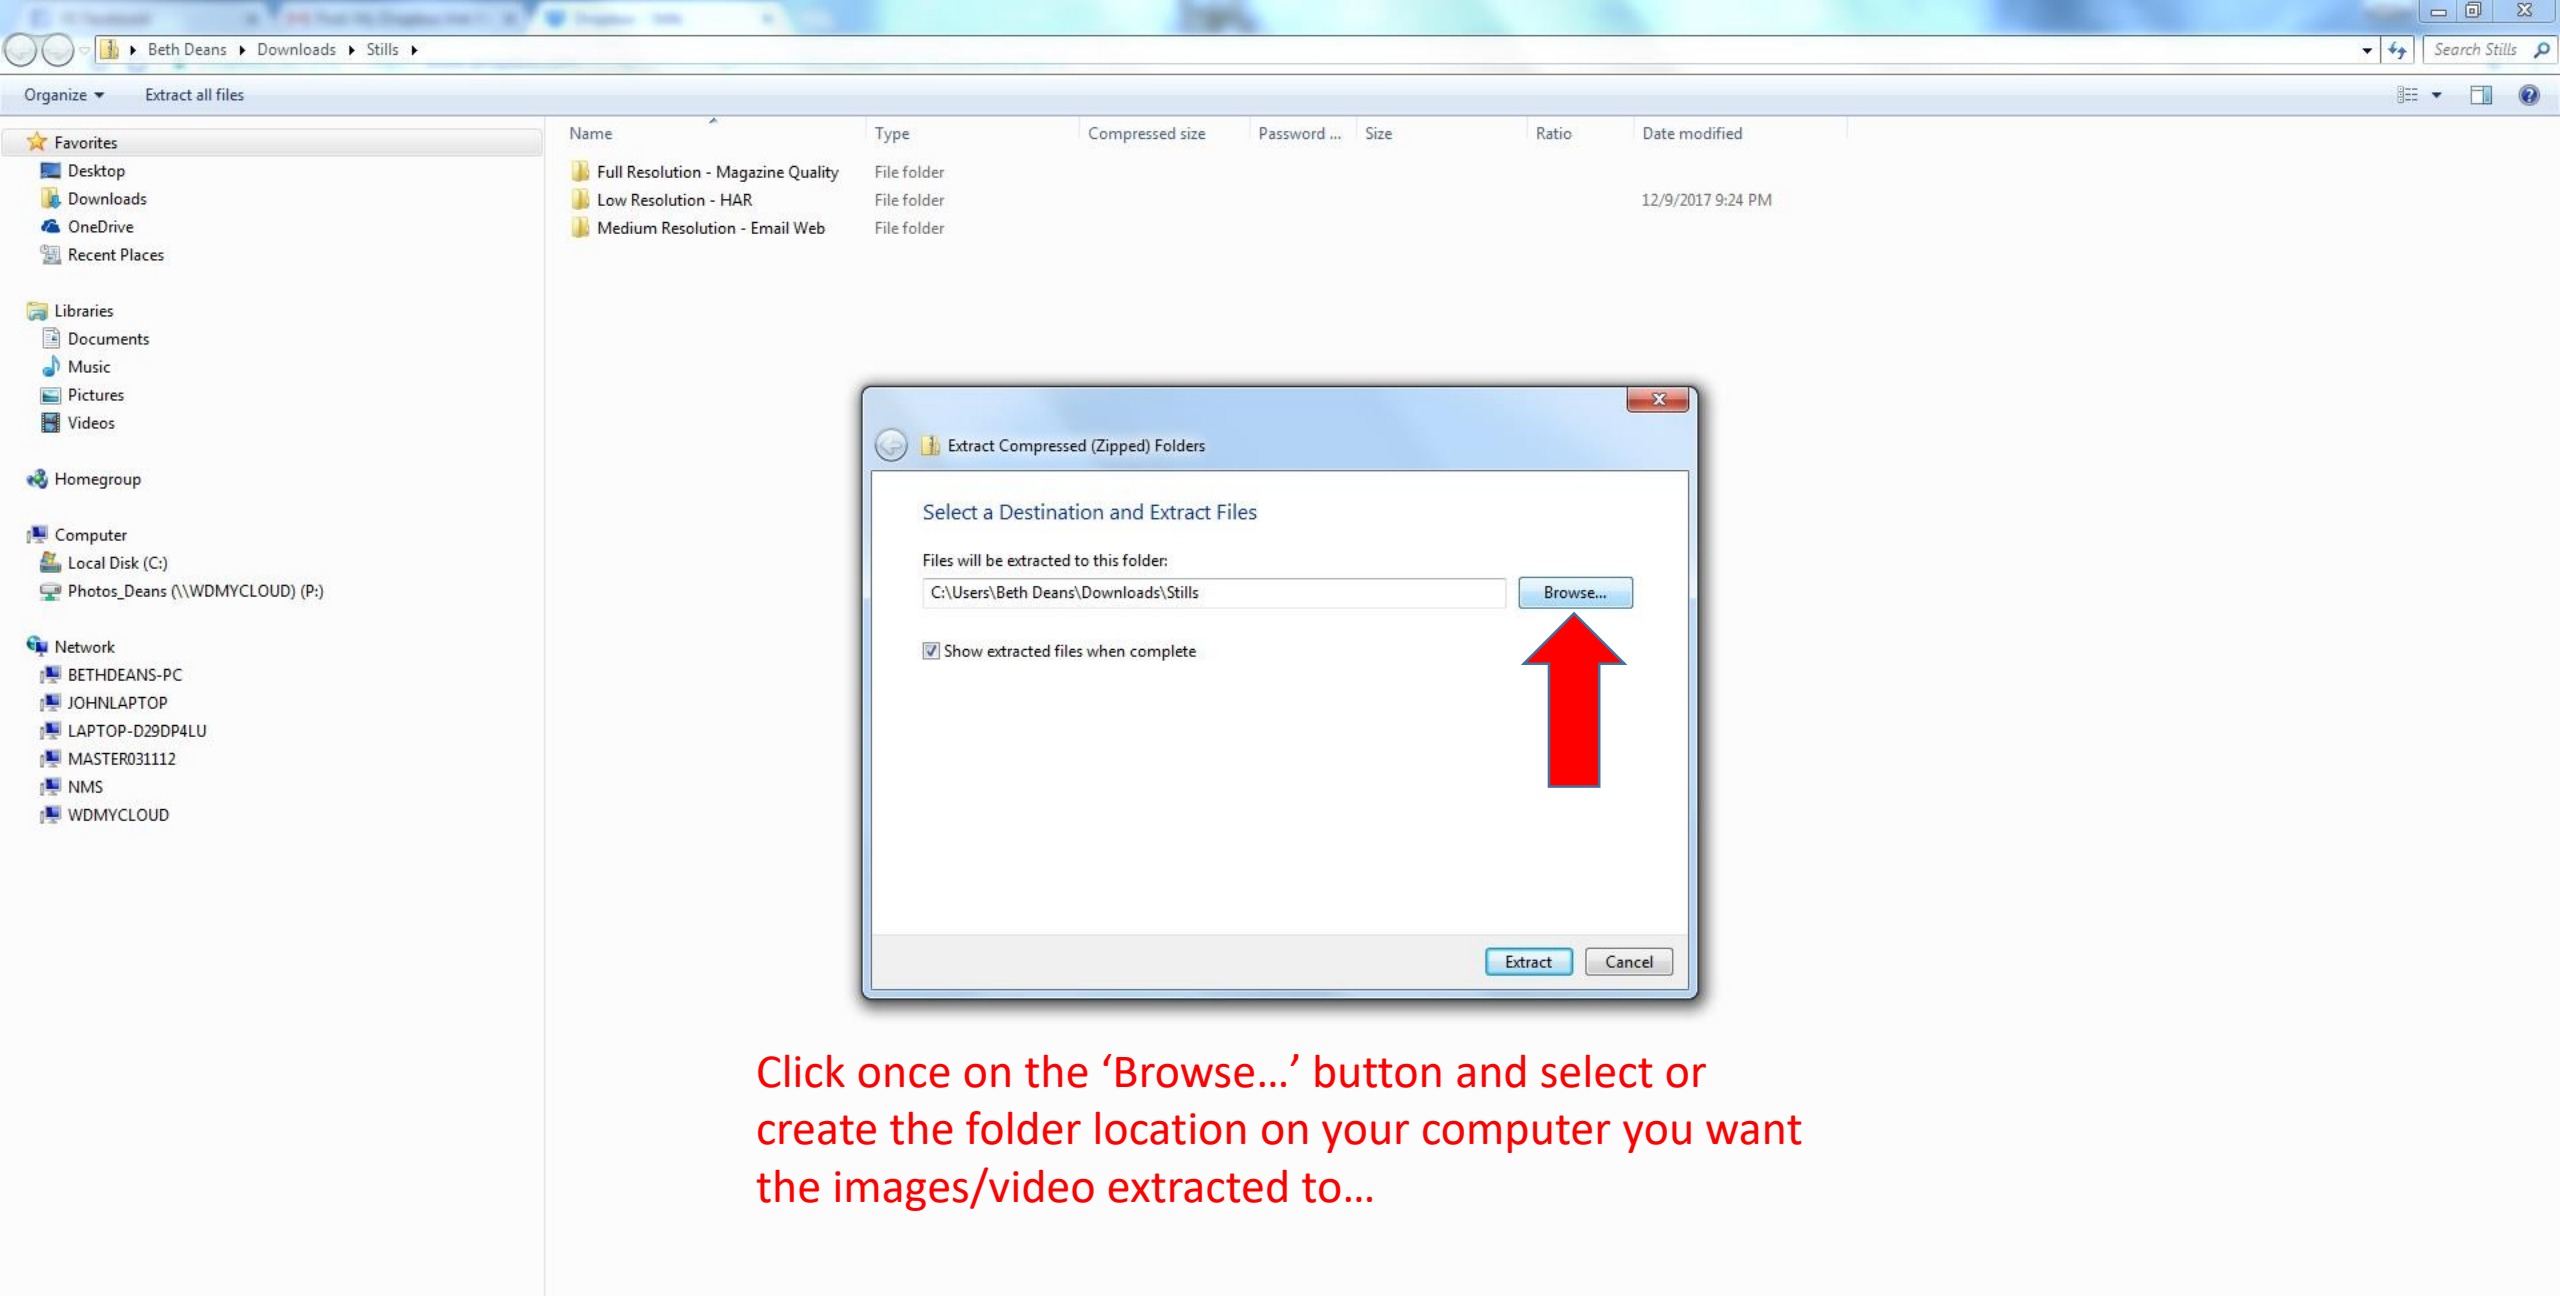 Beth Deans Downloads Stills
Search Stills
Organize Extract all files
Name Type Compressed size Password ... Size Ratio Date modified
Favorites
Desktop
Downloads
OneDrive
Recent Places
Libraries
Documents
Music
Pictures
Videos
Homegroup
Computer
Local Disk (C:)
Photos_Deans (\\WDMYCLOUD) (P:)
Network
BETHDEANS-PC
JOHNLAPTOP
LAPTOP-D29DP4LU
MASTER031112
NMS
WDMYCLOUD
Full Resolution - Magazine Quality File folder
Low Resolution - HAR File folder 12/9/2017 9:24 PM
Medium Resolution - Email Web File folder
Extract Compressed (Zipped) Folders
Select a Destination and Extract Files
Files will be extracted to this folder:
C:\Users\Beth Deans\Downloads\Stills Browse...
Show extracted files when complete
Extract Cancel
Click once on the ‘Browse…’ button and select or
create the folder location on your computer you want
the images/video extracted to…